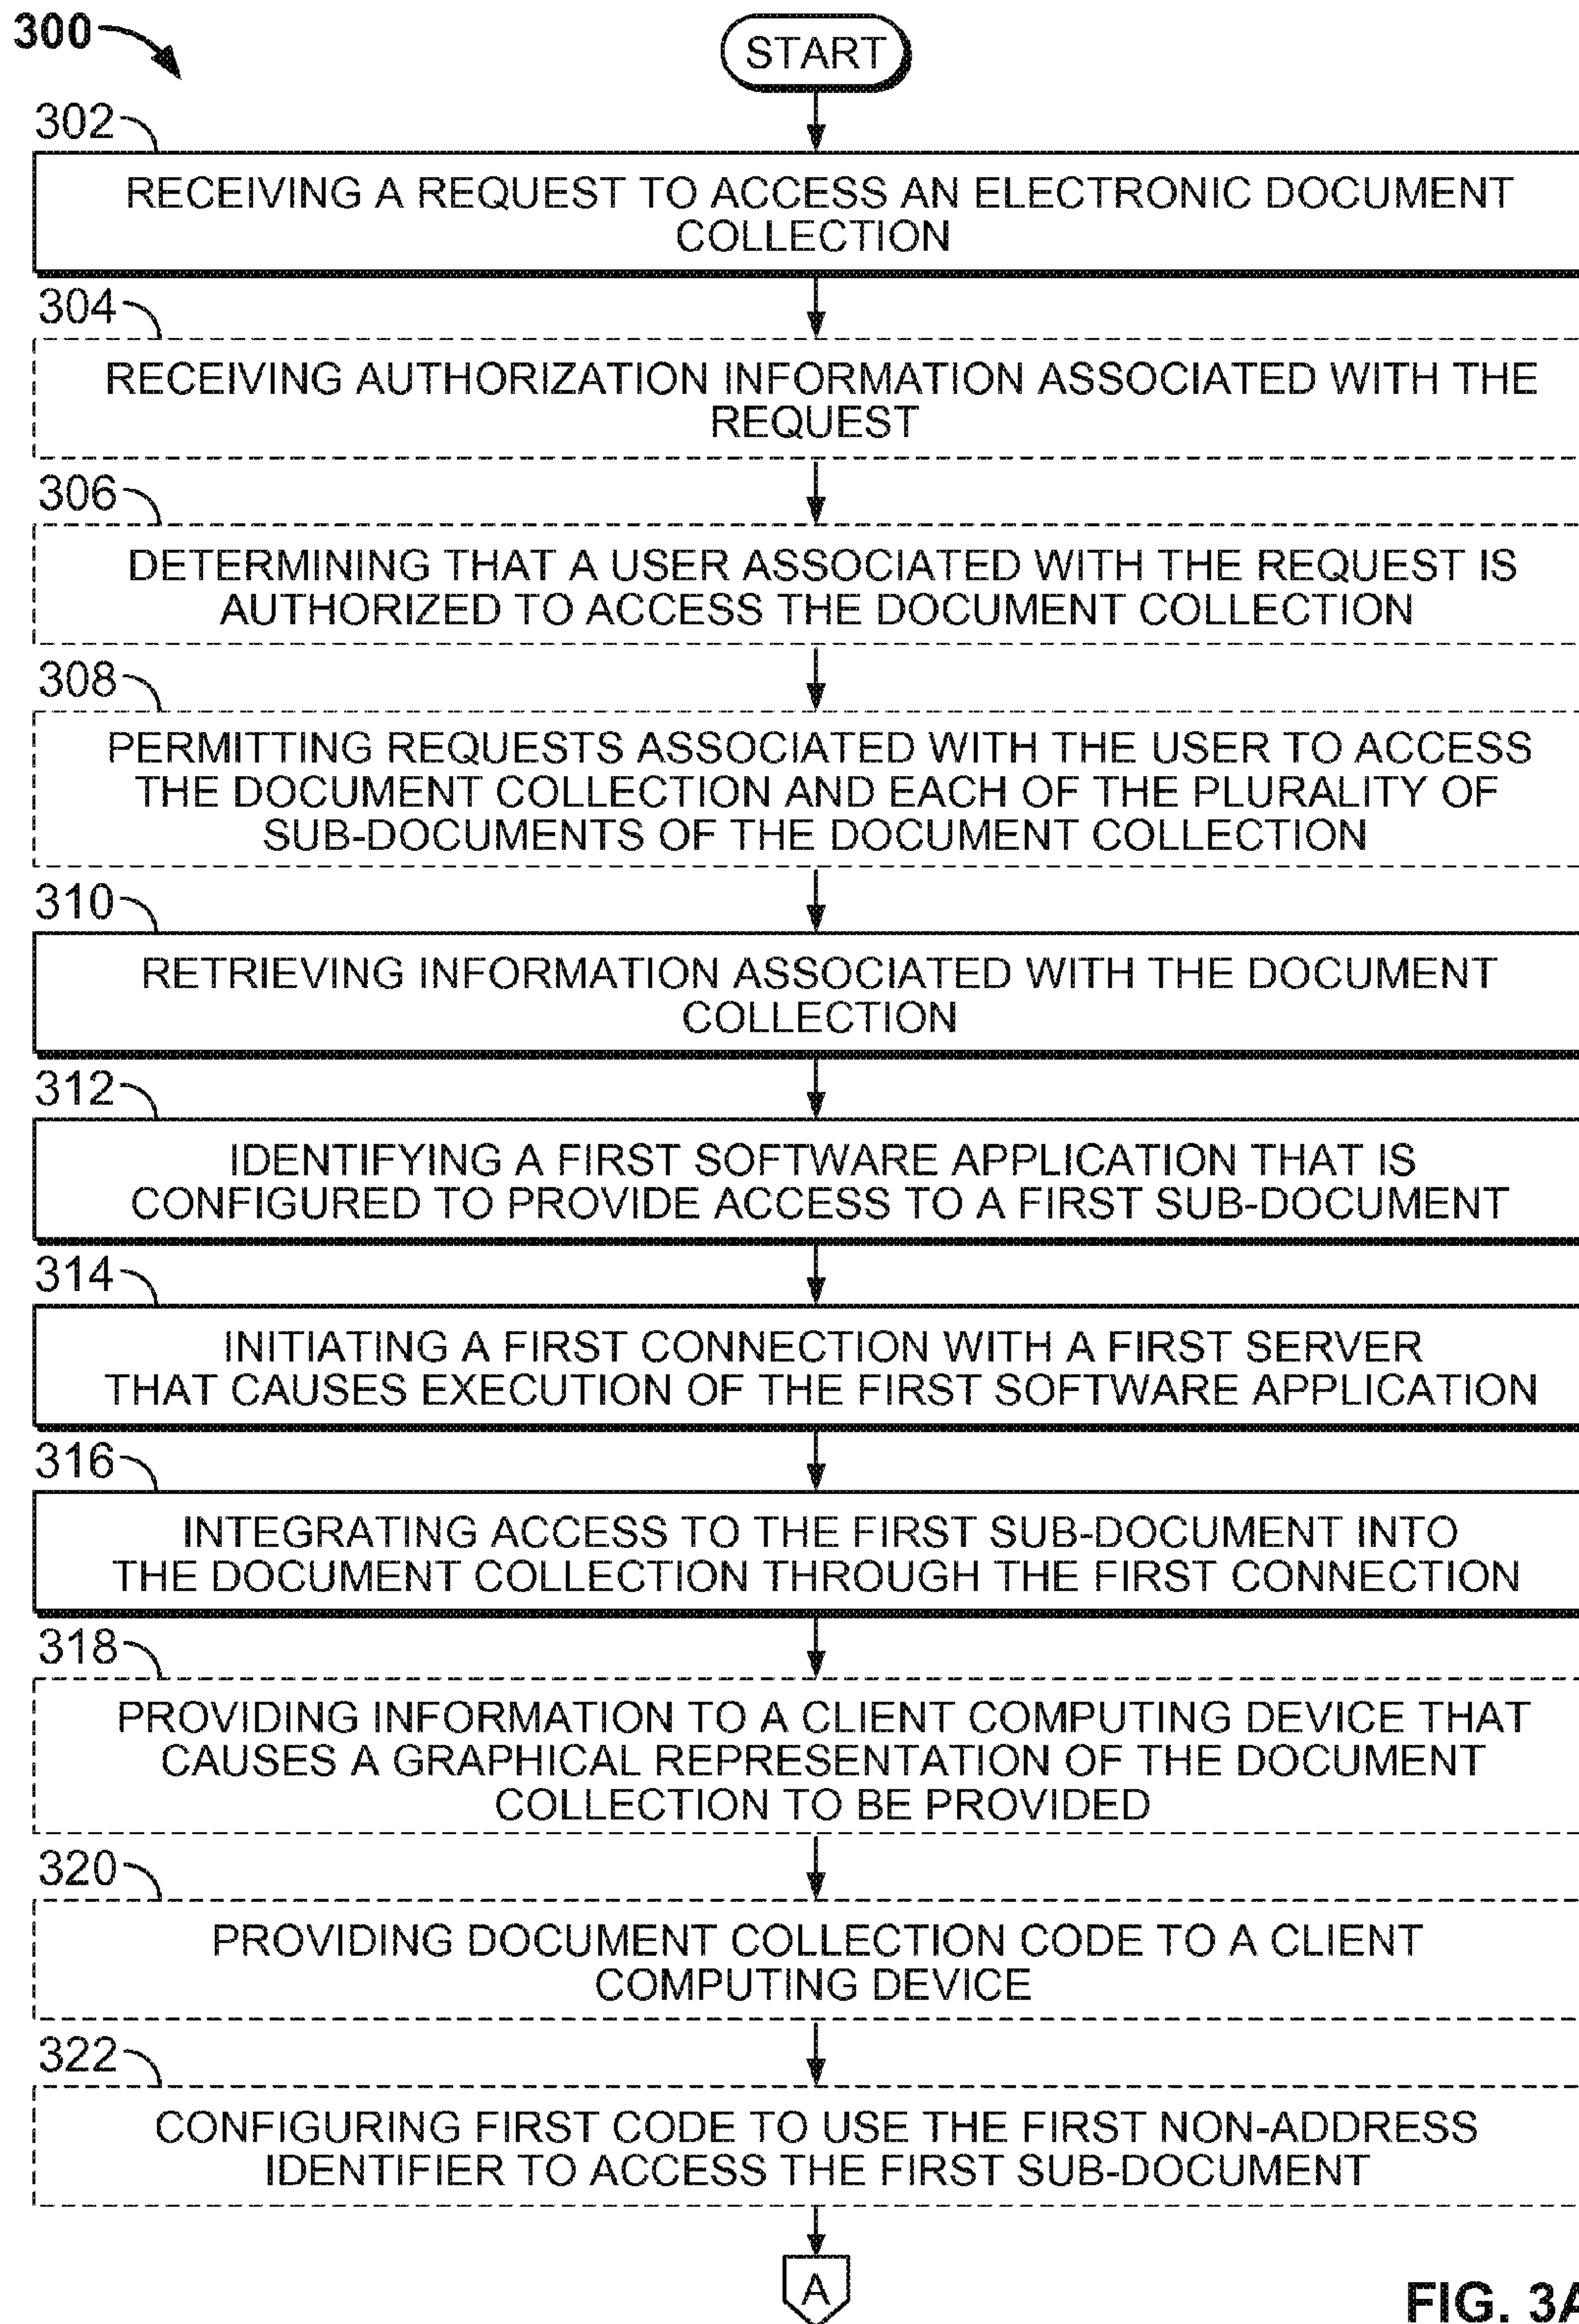 300
START
302
RECEIVING A REQUEST TO ACCESS AN ELECTRONIC DOCUMENT
COLLECTION
304
RECEIVING AUTHORIZATION INFORMATION ASSOCIATED WITH THE
REQUEST
306
DETERMINING THAT A USER ASSOCIATED WITH THE REQUEST IS
AUTHORIZED TO ACCESS THE DOCUMENT COLLECTION
308
PERMITTING REQUESTS ASSOCIATED WITH THE USER TO ACCESS
THE DOCUMENT COLLECTION AND EACH OF THE PLURALITY OF
SUB-DOCUMENTS OF THE DOCUMENT COLLECTION
310
RETRIEVING INFORMATION ASSOCIATED WITH THE DOCUMENT
COLLECTION
312
IDENTIFYING A FIRST SOFTWARE APPLICATION THAT IS
CONFIGURED TO PROVIDE ACCESS TO A FIRST SUB-DOCUMENT
314
INITIATING A FIRST CONNECTION WITH A FIRST SERVER
THAT CAUSES EXECUTION OF THE FIRST SOFTWARE APPLICATION
316
INTEGRATING ACCESS TO THE FIRST SUB-DOCUMENT INTO
THE DOCUMENT COLLECTION THROUGH THE FIRST CONNECTION
318
PROVIDING INFORMATION TO A CLIENT COMPUTING DEVICE THAT
CAUSES A GRAPHICAL REPRESENTATION OF THE DOCUMENT
COLLECTION TO BE PROVIDED
320
PROVIDING DOCUMENT COLLECTION CODE TO A CLIENT
COMPUTING DEVICE
322
CONFIGURING FIRST CODE TO USE THE FIRST NON-ADDRESS
IDENTIFIER TO ACCESS THE FIRST SUB-DOCUMENT
A
FIG. 3A